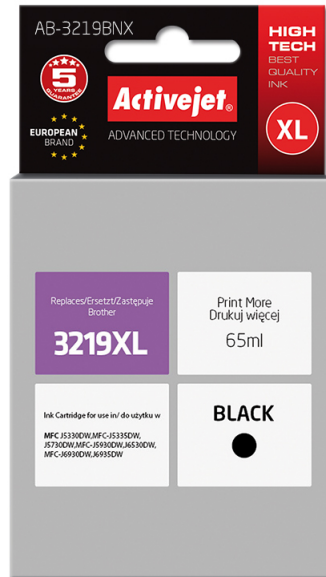 AB-3219BNX
5
YEARS
GUARANTEE
EUROPEAN
BRAND
Activejet®
ADVANCED TECHNOLOGY
HIGH
TECH
BEST
QUALITY
INK
XL
Replaces/Ersetzt/Zastępuje
Brother
3219XL
Print More
Drukuj więcej
65ml
Ink Cartridge for use in/ do użytku w
MFC J5330DW,MFC-J5335DW,
J5730DW,MFC-J5930DW,J6530DW,
MFC-J6930DW,J6935DW
BLACK